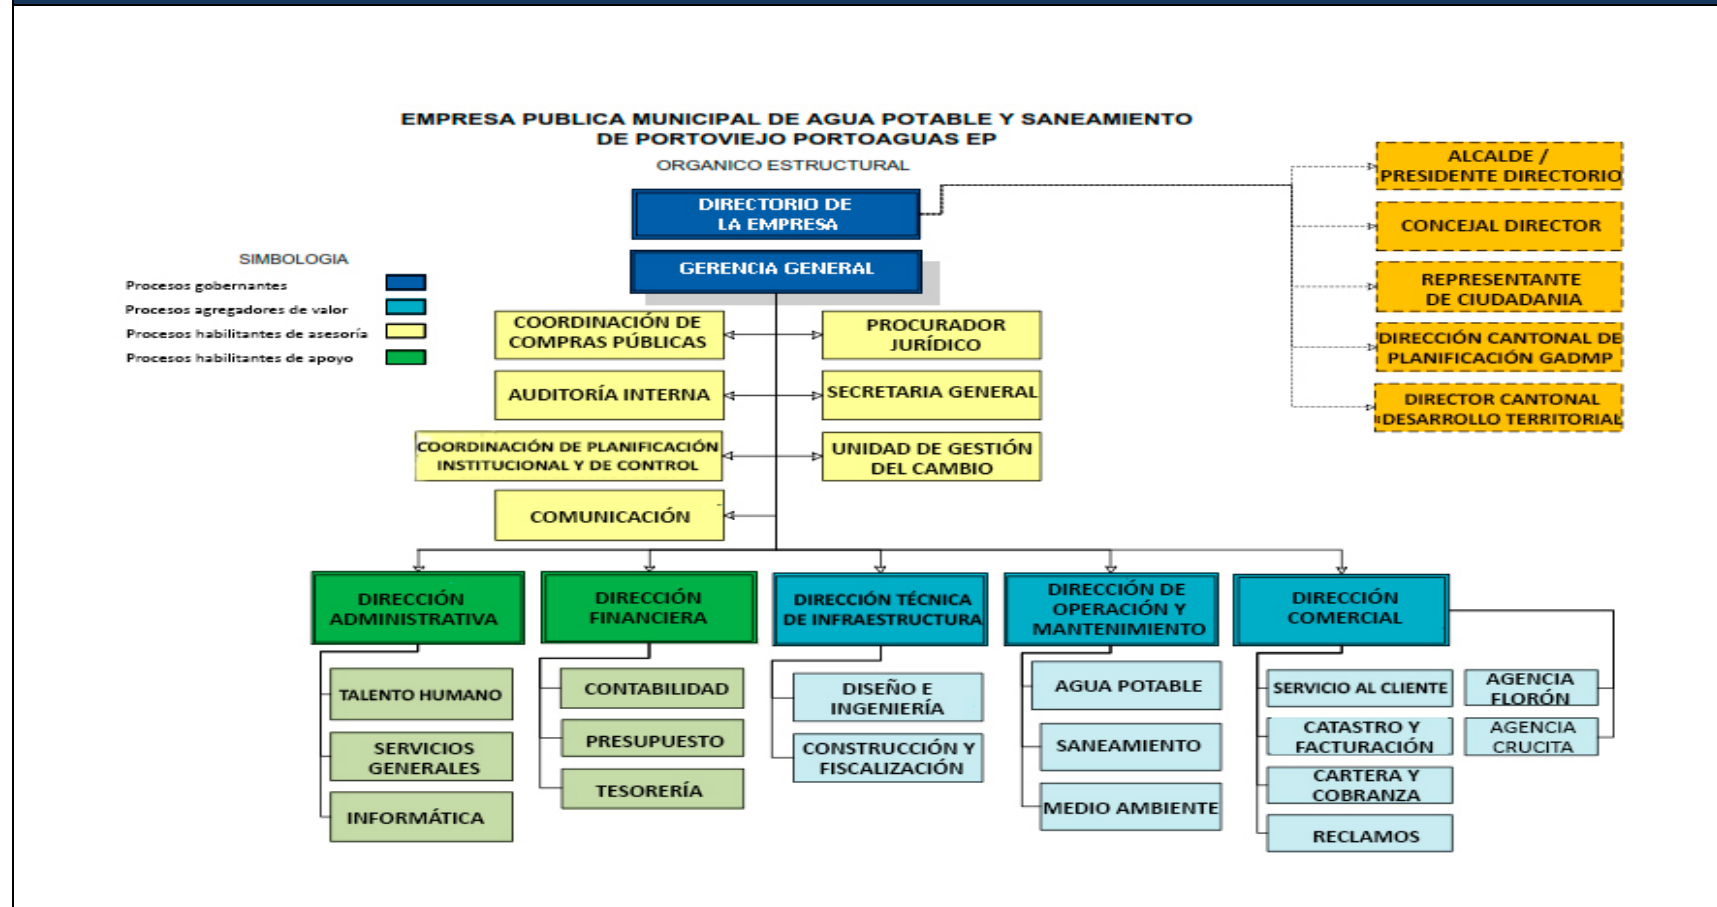 EMPRESA PUBLICA MUNICIPAL DE AGUA POTABLE Y SANEAMIENTO
DE PORTOVIEJO PORTOAGUAS EP
ORGANICO ESTRUCTURAL
DIRECTORIO DE
LA EMPRESA
GERENCIA GENERAL
ALCALDE /
PRESIDENTE DIRECTORIO
CONCEJAL DIRECTOR
REPRESENTANTE
DE CIUDADANIA
DIRECCIÓN CANTONAL DE
PLANIFICACIÓN GADMP
DIRECTOR CANTONAL
DESARROLLO TERRITORIAL
SIMBOLOGIA
Procesos gobernantes
Procesos agregadores de valor
Procesos habilitantes de asesoría
Procesos habilitantes de apoyo
COORDINACIÓN DE
COMPRAS PÚBLICAS
PROCURADOR
JURÍDICO
AUDITORÍA INTERNA
SECRETARIA GENERAL
COORDINACIÓN DE PLANIFICACIÓN
INSTITUCIONAL Y DE CONTROL
UNIDAD DE GESTIÓN
DEL CAMBIO
COMUNICACIÓN
DIRECCIÓN
ADMINISTRATIVA
TALENTO HUMANO
SERVICIOS
GENERALES
INFORMÁTICA
DIRECCIÓN
FINANCIERA
CONTABILIDAD
PRESUPUESTO
TESORERÍA
DIRECCIÓN TÉCNICA
DE INFRAESTRUCTURA
DISEÑO E
INGENIERÍA
CONSTRUCCIÓN Y
FISCALIZACIÓN
DIRECCIÓN DE
OPERACIÓN Y
MANTENIMIENTO
AGUA POTABLE
SANEAMIENTO
MEDIO AMBIENTE
DIRECCIÓN
COMERCIAL
SERVICIO AL CLIENTE
CATASTRO Y
FACTURACIÓN
CARTERA Y
COBRANZA
RECLAMOS
AGENCIA
FLORÓN
AGENCIA
CRUCITA